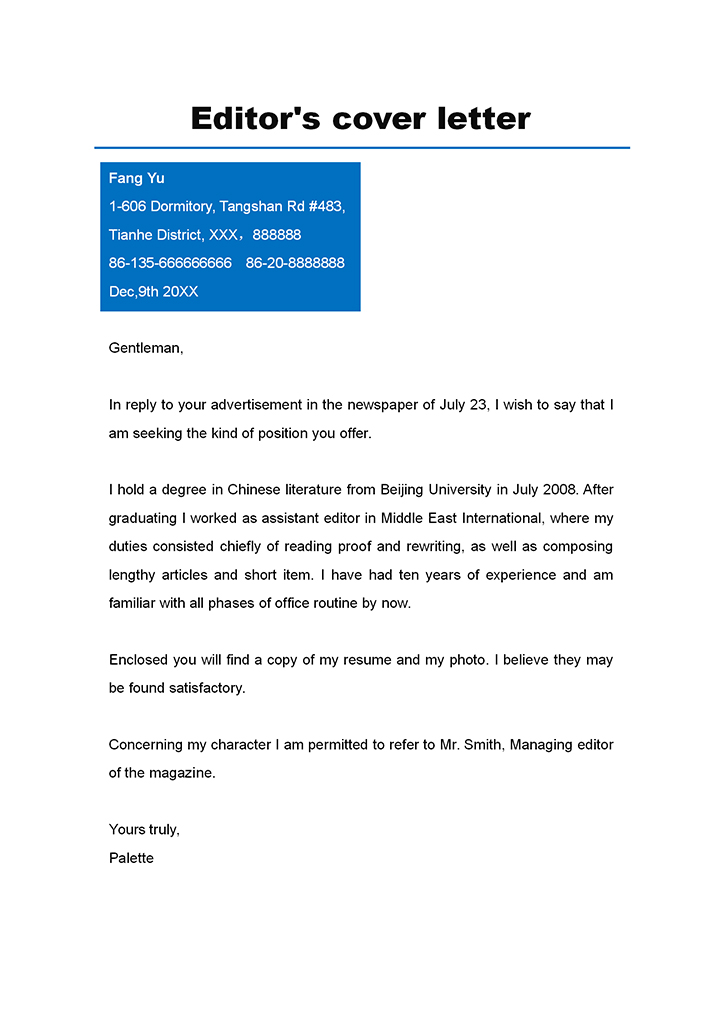 Editor's cover letter
Fang Yu
1-606 Dormitory, Tangshan Rd #483,
Tianhe District, XXX，888888
86-135-666666666 86-20-8888888
Dec,9th 20XX
Gentleman,
In reply to your advertisement in the newspaper of July 23, I wish to say that I
am seeking the kind of position you offer.
I hold a degree in Chinese literature from Beijing University in July 2008. After
graduating I worked as assistant editor in Middle East International, where my
duties consisted chiefly of reading proof and rewriting, as well as composing
lengthy articles and short item. I have had ten years of experience and am
familiar with all phases of office routine by now.
Enclosed you will find a copy of my resume and my photo. I believe they may
be found satisfactory.
Concerning my character I am permitted to refer to Mr. Smith, Managing editor
of the magazine.
Yours truly,
Palette